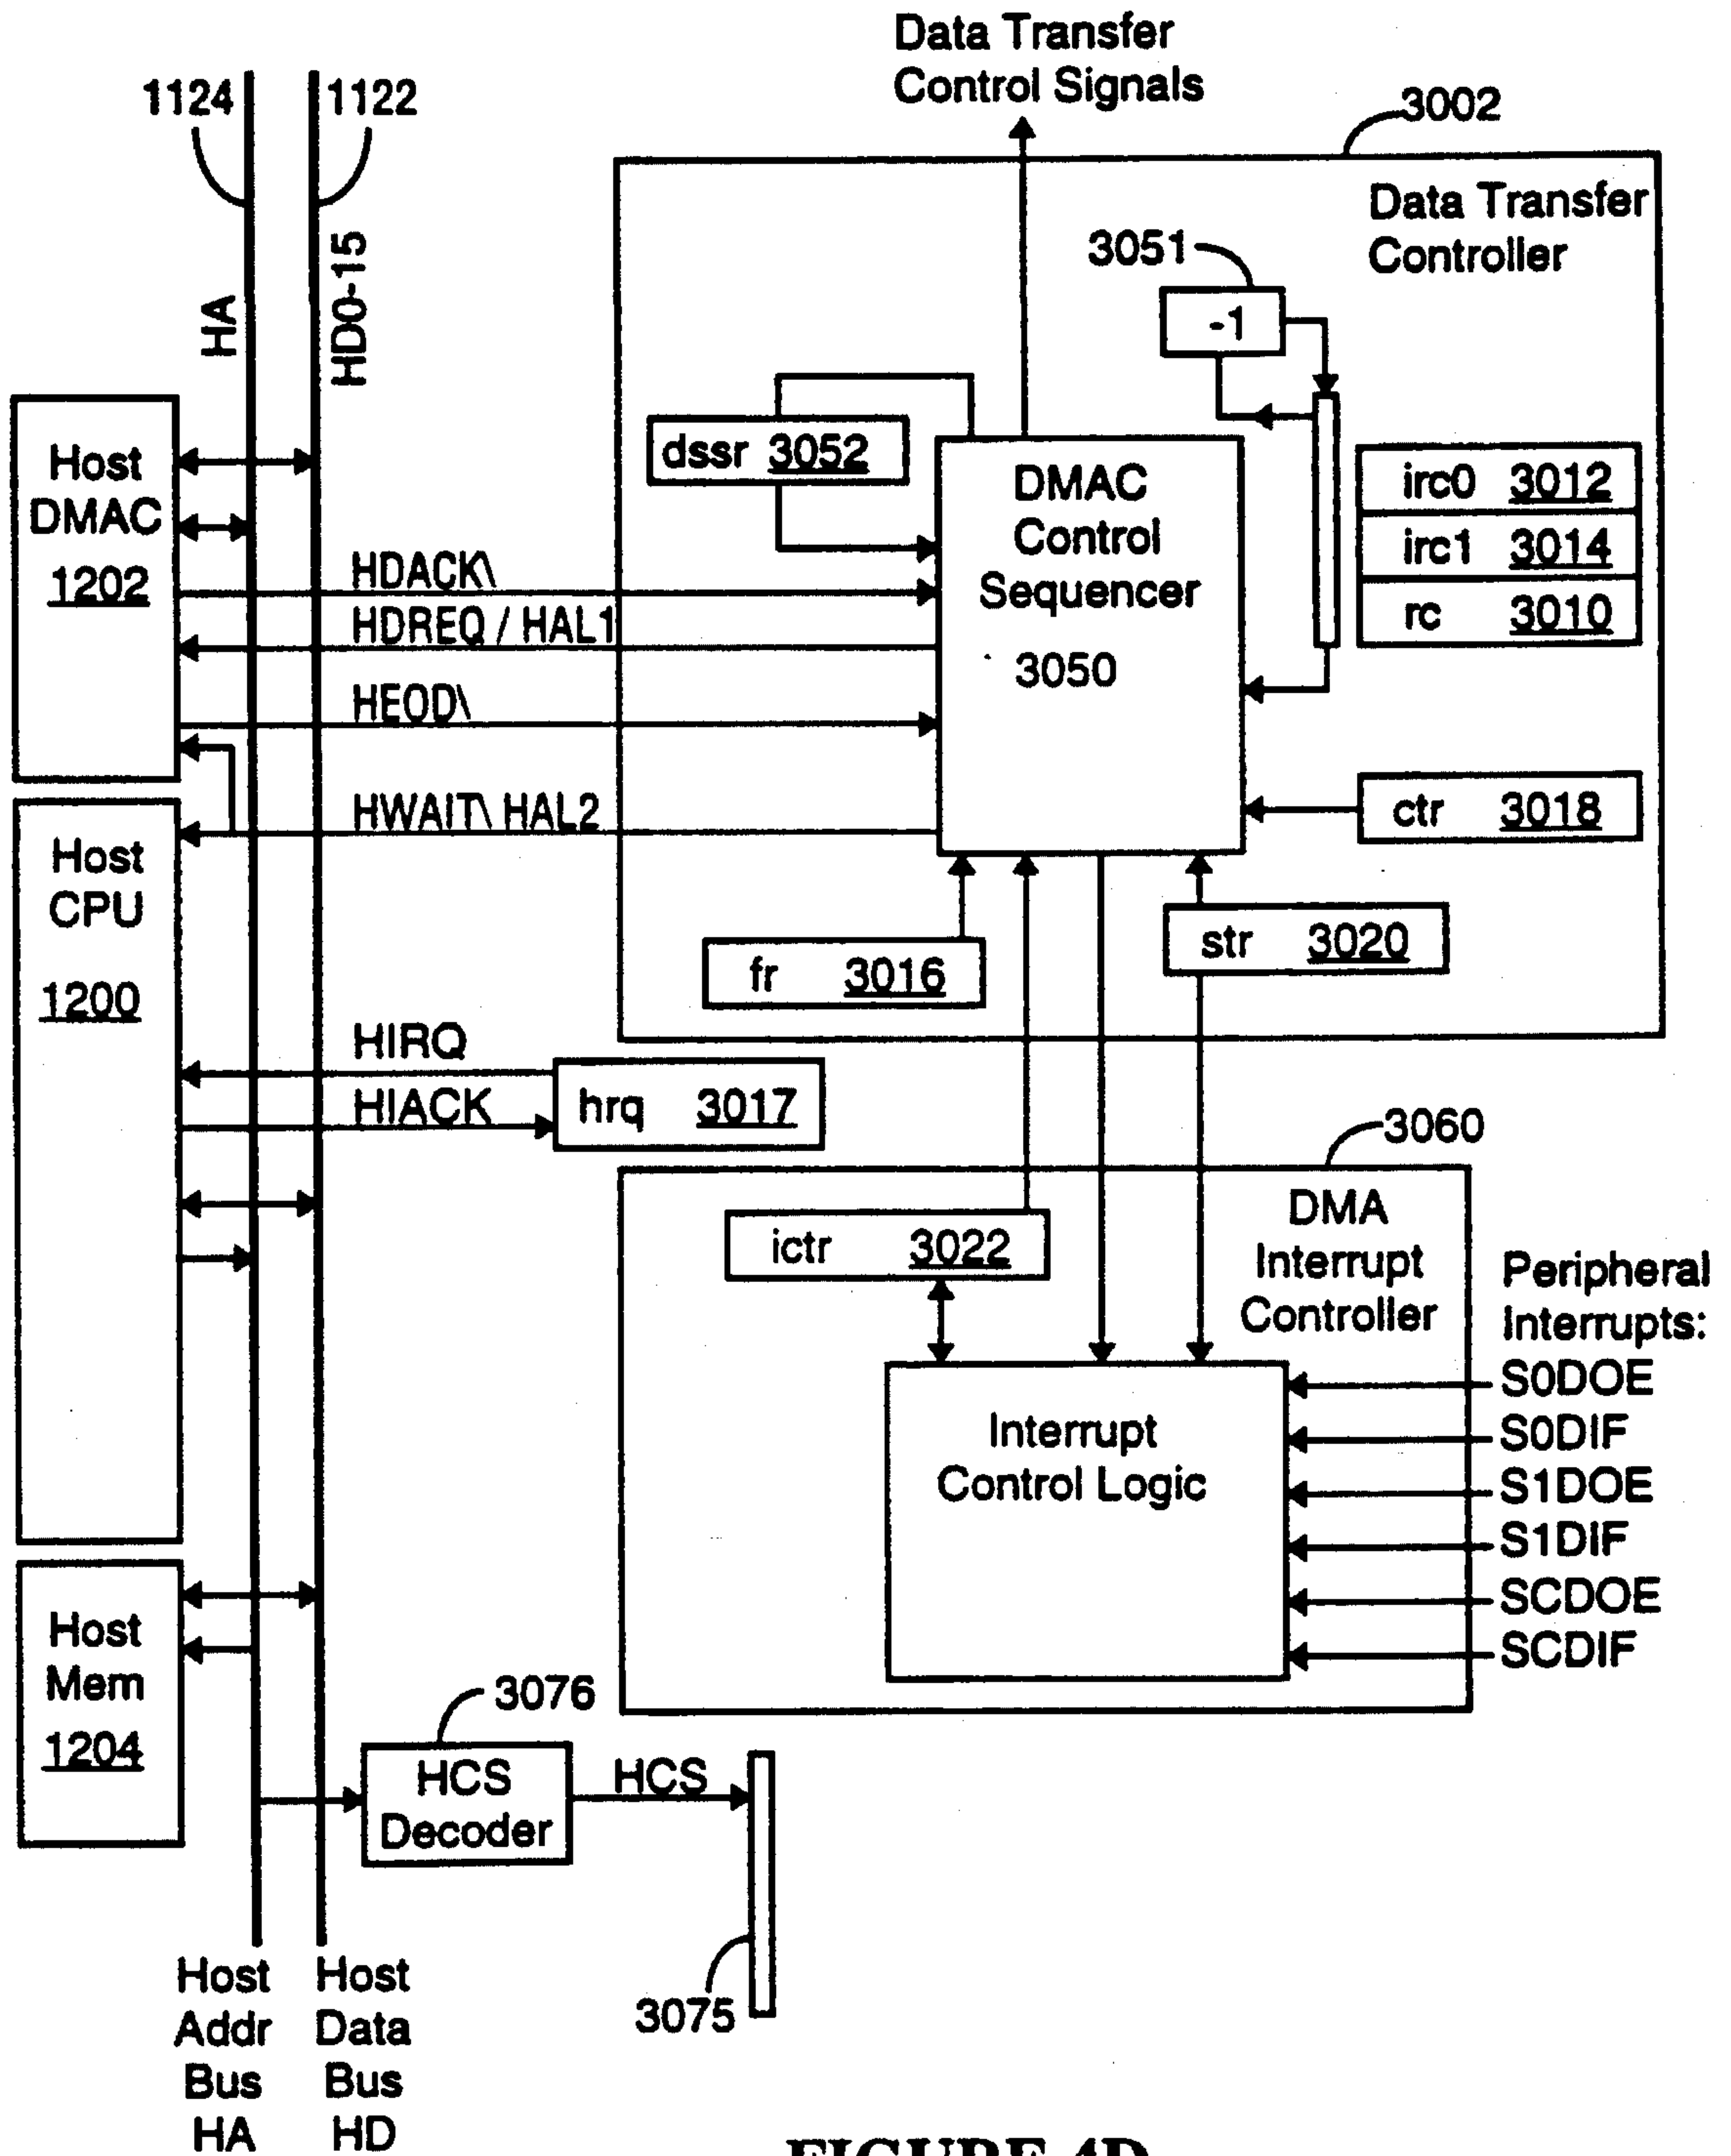 Data Transfer
Control Signals
1124
1122
3002
Data Transfer
Controller
3051
-1
HA
HD0-15
dssr 3052
Host
DMAC
1202
DMAC
Control
Sequencer
3050
irc0 3012
irc1 3014
rc 3010
HDACK\
HDREQ / HAL1
HEOD\
HWAIT\ HAL2
ctr 3018
Host
CPU
1200
fr 3016
str 3020
HIRQ
HIACK
hrq 3017
3060
DMA
Interrupt
Controller
ictr 3022
Peripheral
Interrupts:
S0DOE
S0DIF
S1DOE
S1DIF
SCDOE
SCDIF
Interrupt
Control Logic
Host
Mem
1204
3076
HCS
Decoder
HCS
3075
Host
Addr
Bus
HA
Host
Data
Bus
HD
FIGURE 4D